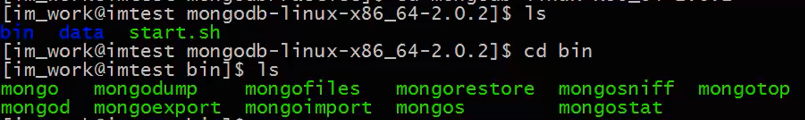 [im_work@imtest mongodb-linux-x86_64-2.0.2]$ ls
bin data start.sh
[im_work@imtest mongodb-linux-x86_64-2.0.2]$ cd bin
[im_work@imtest bin]$ ls
mongo mongodump mongofiles mongorestore mongosniff mongotop
mongod mongoexport mongoimport mongos mongostat